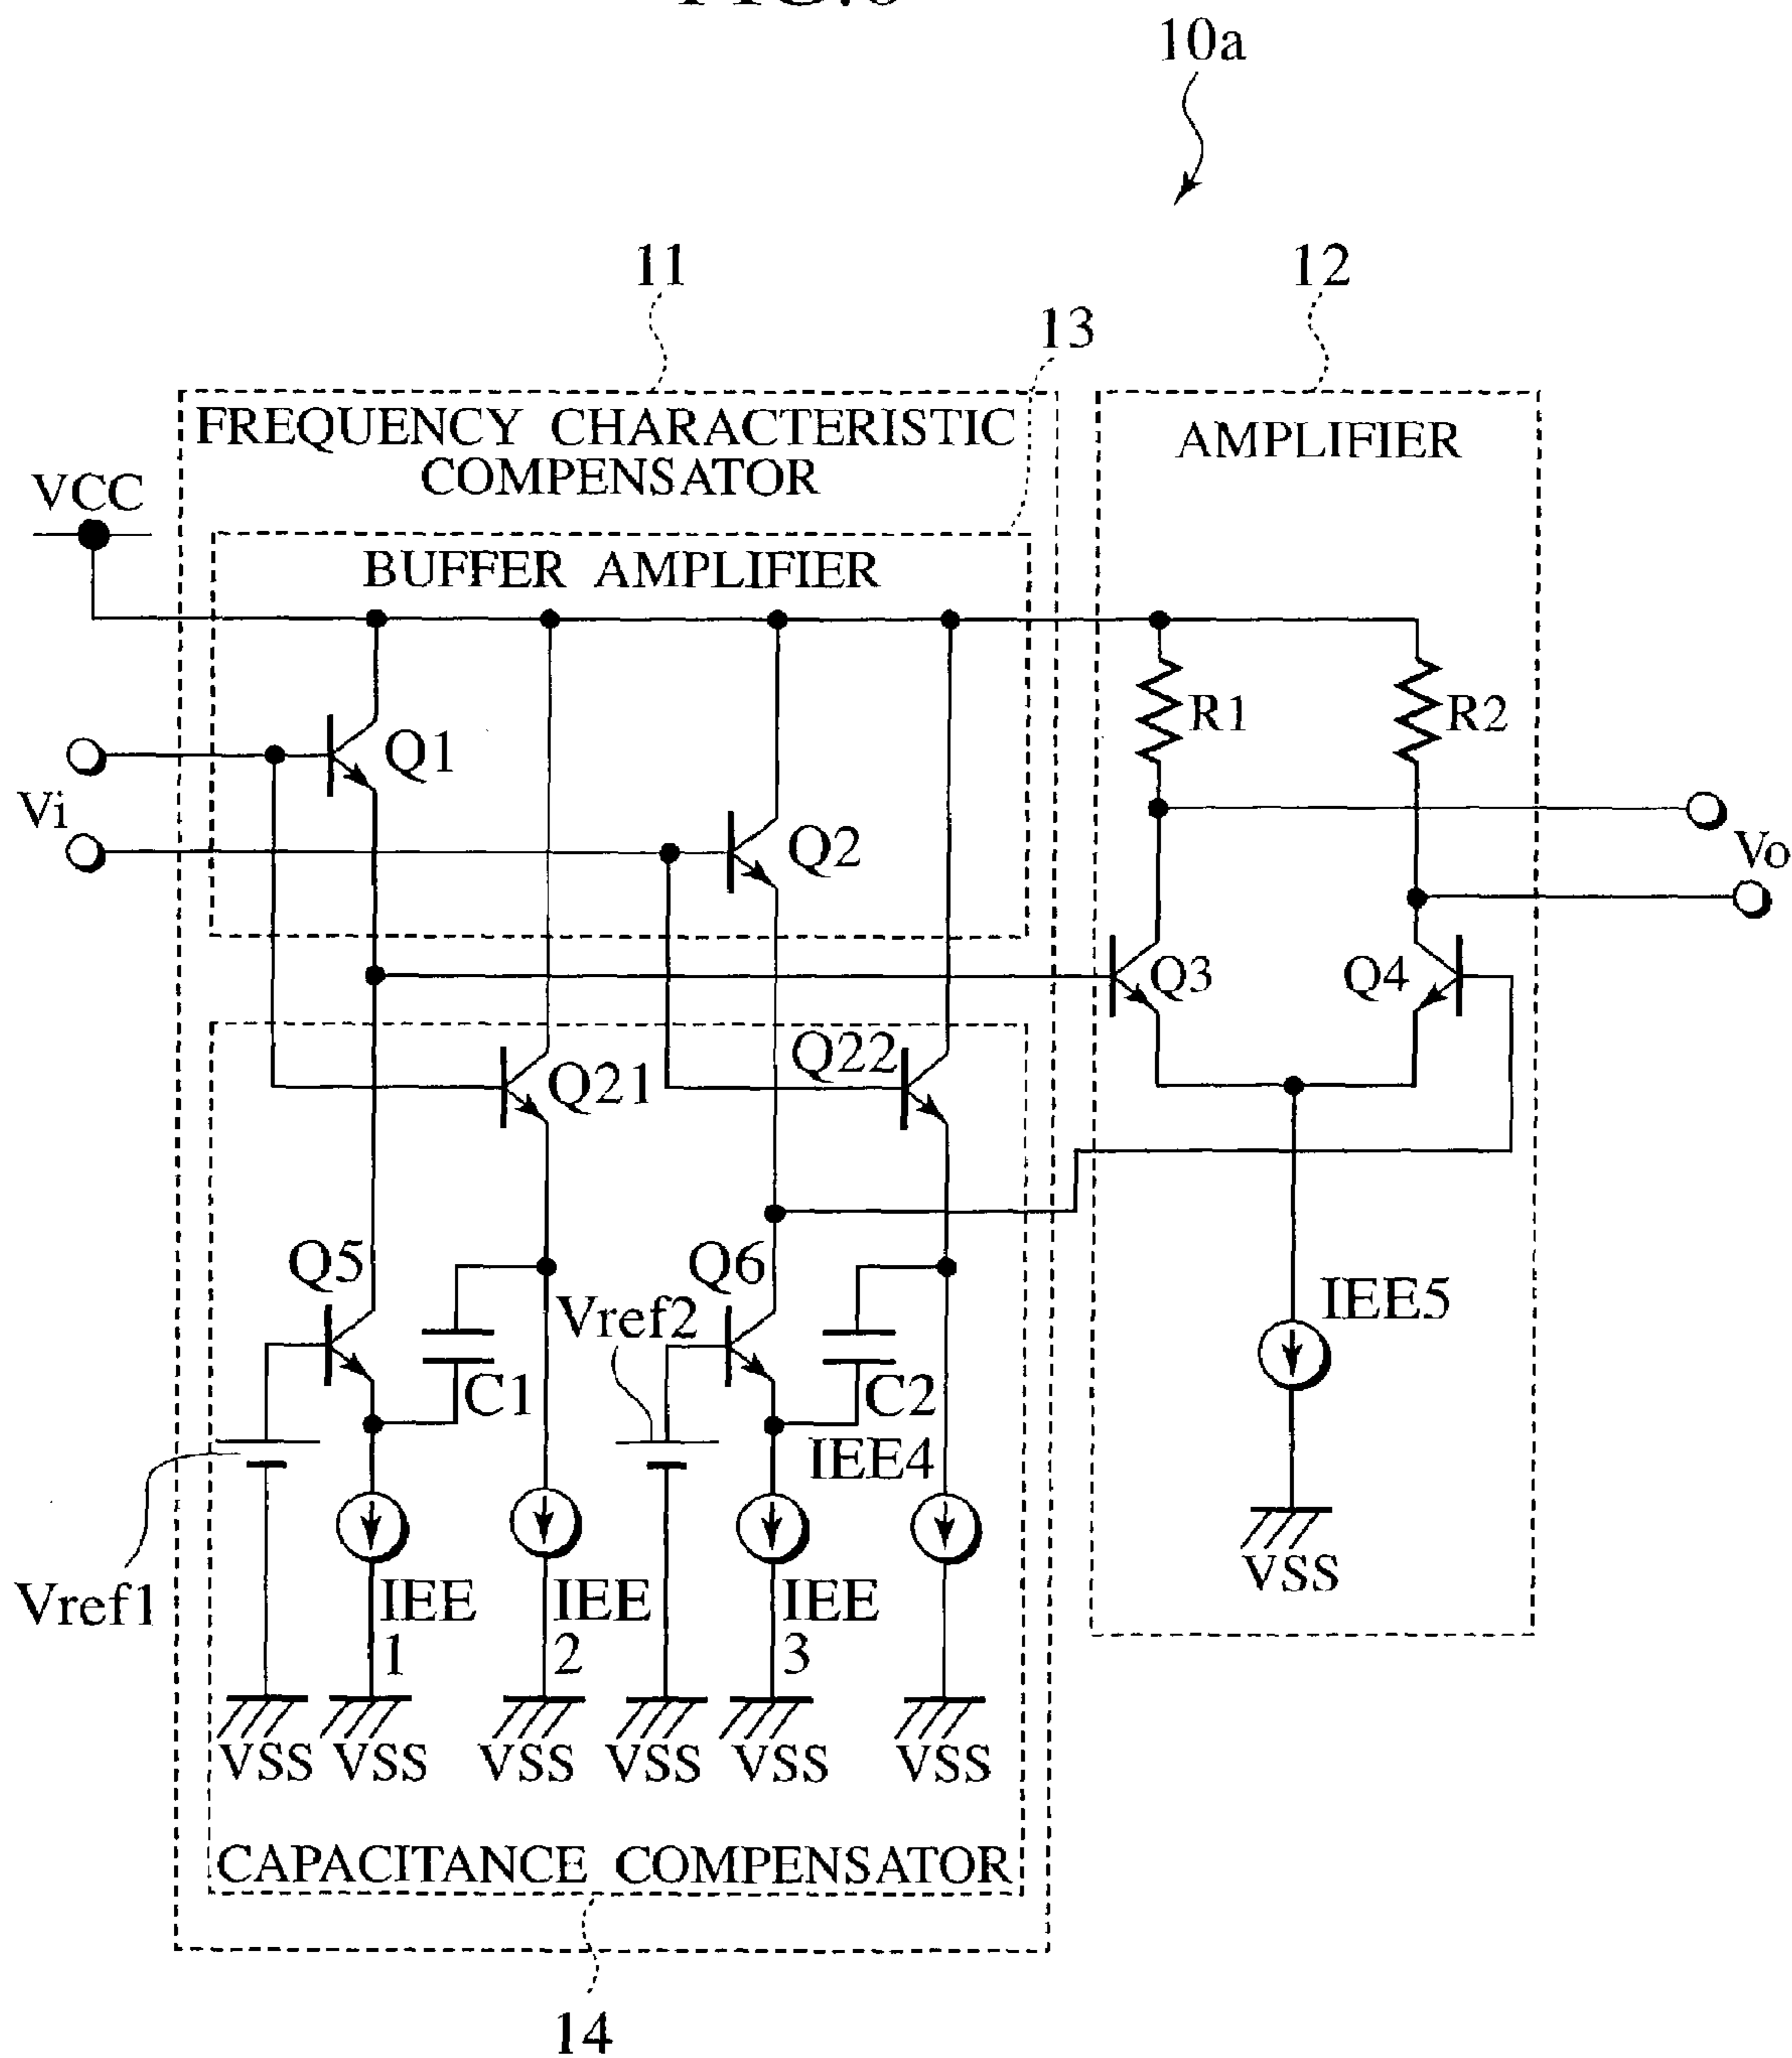 10a
11
12
13
FREQUENCY CHARACTERISTIC
COMPENSATOR
AMPLIFIER
VCC
BUFFER AMPLIFIER
R1
R2
Q1
Vi
Q2
Vo
Q3
Q4
Q21
Q22
Q5
Q6
Vref2
IEE5
C1
C2
IEE4
VSS
Vref1
IEE
1
IEE
2
IEE
3
VSS
VSS
VSS
VSS
VSS
VSS
CAPACITANCE COMPENSATOR
14